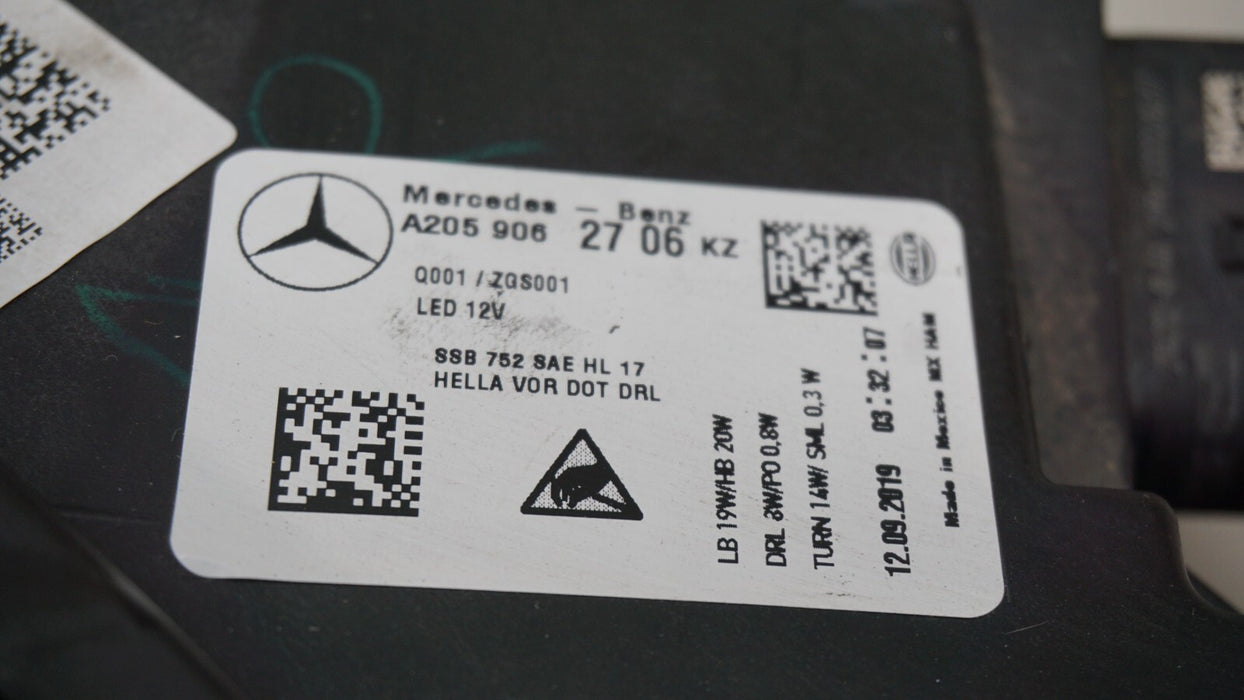 Mercedes – Benz
A205 906 27 06 KZ
Q001 / ZGS001
LED 12V
SSB 752 SAE HL 17
HELLA VOR DOT DRL
HELLA
LB 19W/HB 20W
DRL 8W/PO 0,8W
TURN 14W/ SML 0,3 W
12.09.2019 03:32:07
Made in Mexico MX HAM